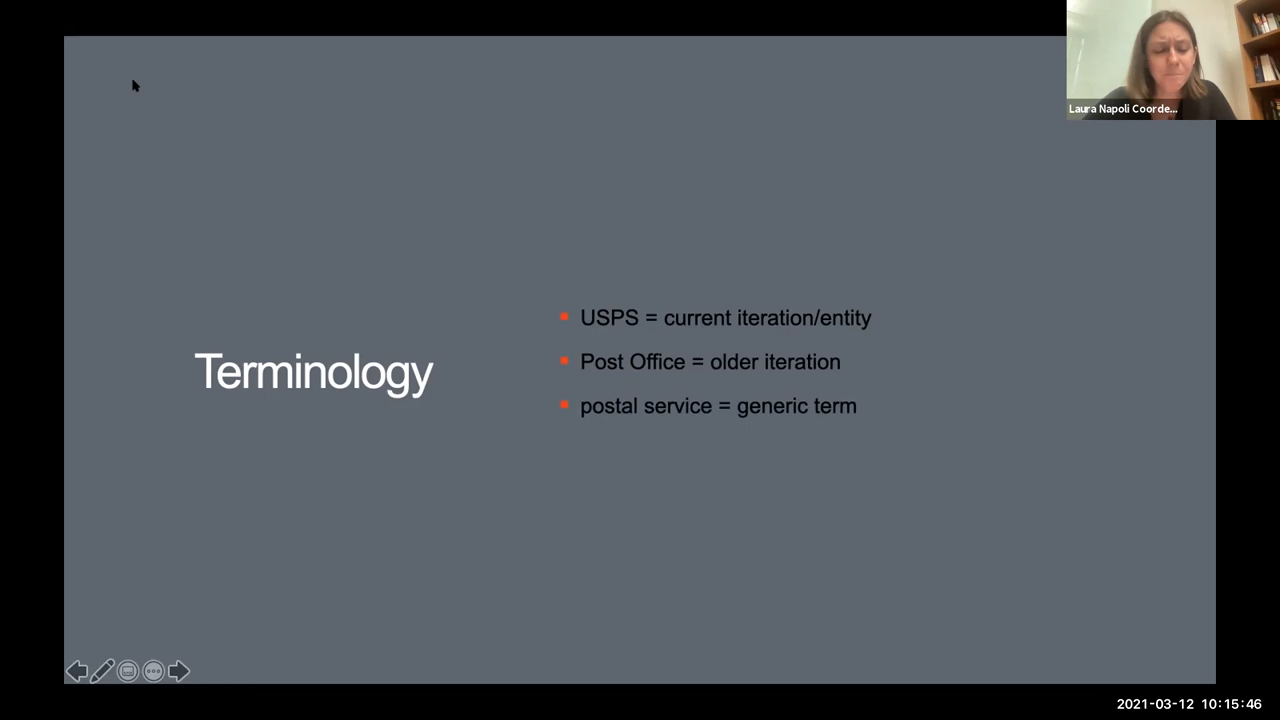 Laura Napoli Coorde...
Terminology
USPS = current iteration/entity
Post Office = older iteration
postal service = generic term
2021-03-12 10:15:46